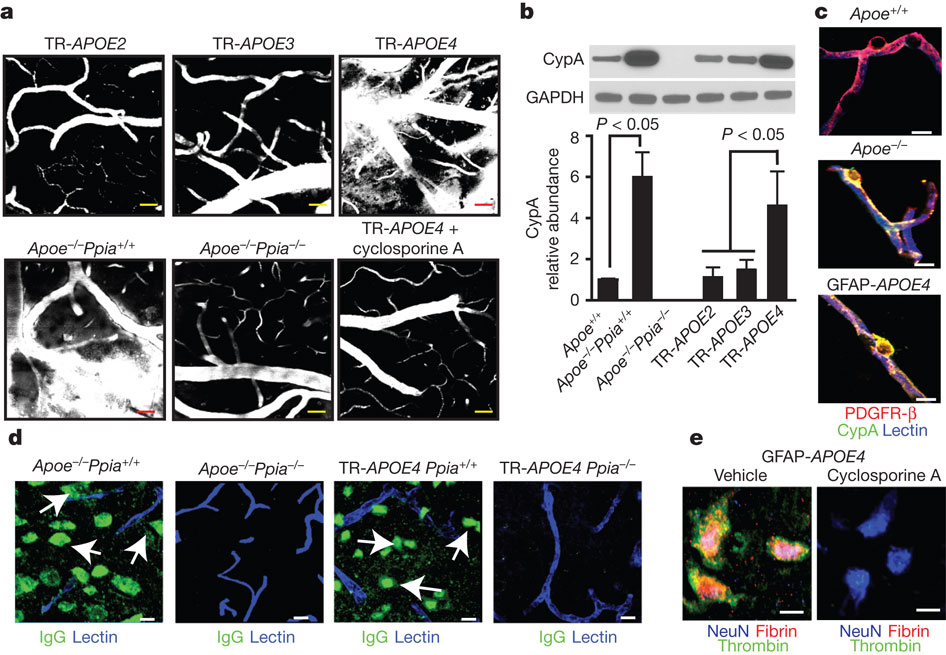 a
TR-APOE2 TR-APOE3 TR-APOE4
Apoe–/–Ppia+/+ Apoe–/–Ppia–/– TR-APOE4 +
cyclosporine A
b
CypA
GAPDH
P < 0.05 P < 0.05
8
6
4
2
0
CypA
relative abundance
Apoe+/+
Apoe–/–Ppia+/+
Apoe–/–Ppia–/–
TR-APOE2
TR-APOE3
TR-APOE4
c
Apoe+/+
Apoe–/–
GFAP-APOE4
PDGFR-β
CypA Lectin
d
Apoe–/–Ppia+/+ Apoe–/–Ppia–/– TR-APOE4 Ppia+/+ TR-APOE4 Ppia–/–
IgG Lectin IgG Lectin IgG Lectin IgG Lectin
e
GFAP-APOE4
Vehicle Cyclosporine A
NeuN Fibrin NeuN Fibrin
Thrombin Thrombin